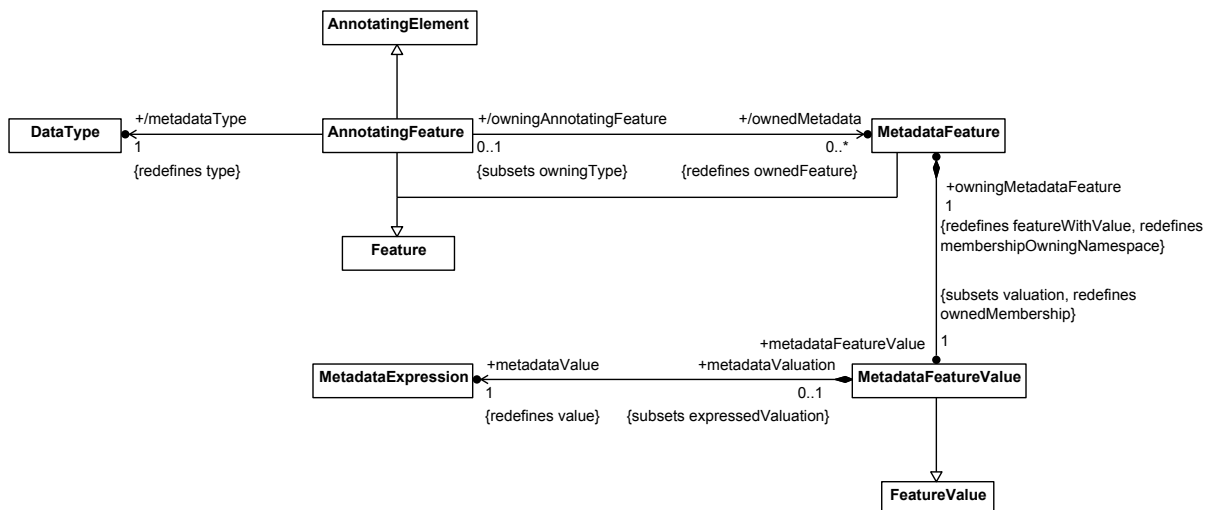 AnnotatingElement
+/metadataType
+/owningAnnotatingFeature
+/ownedMetadata
DataType
AnnotatingFeature
MetadataFeature
1
0..1
0..*
{redefines type}
{subsets owningType}
{redefines ownedFeature}
+owningMetadataFeature
1
{redefines featureWithValue, redefines
membershipOwningNamespace}
Feature
{subsets valuation, redefines
ownedMembership}
+metadataFeatureValue
1
+metadataValue
+metadataValuation
MetadataExpression
MetadataFeatureValue
1
0..1
{redefines value}
{subsets expressedValuation}
FeatureValue